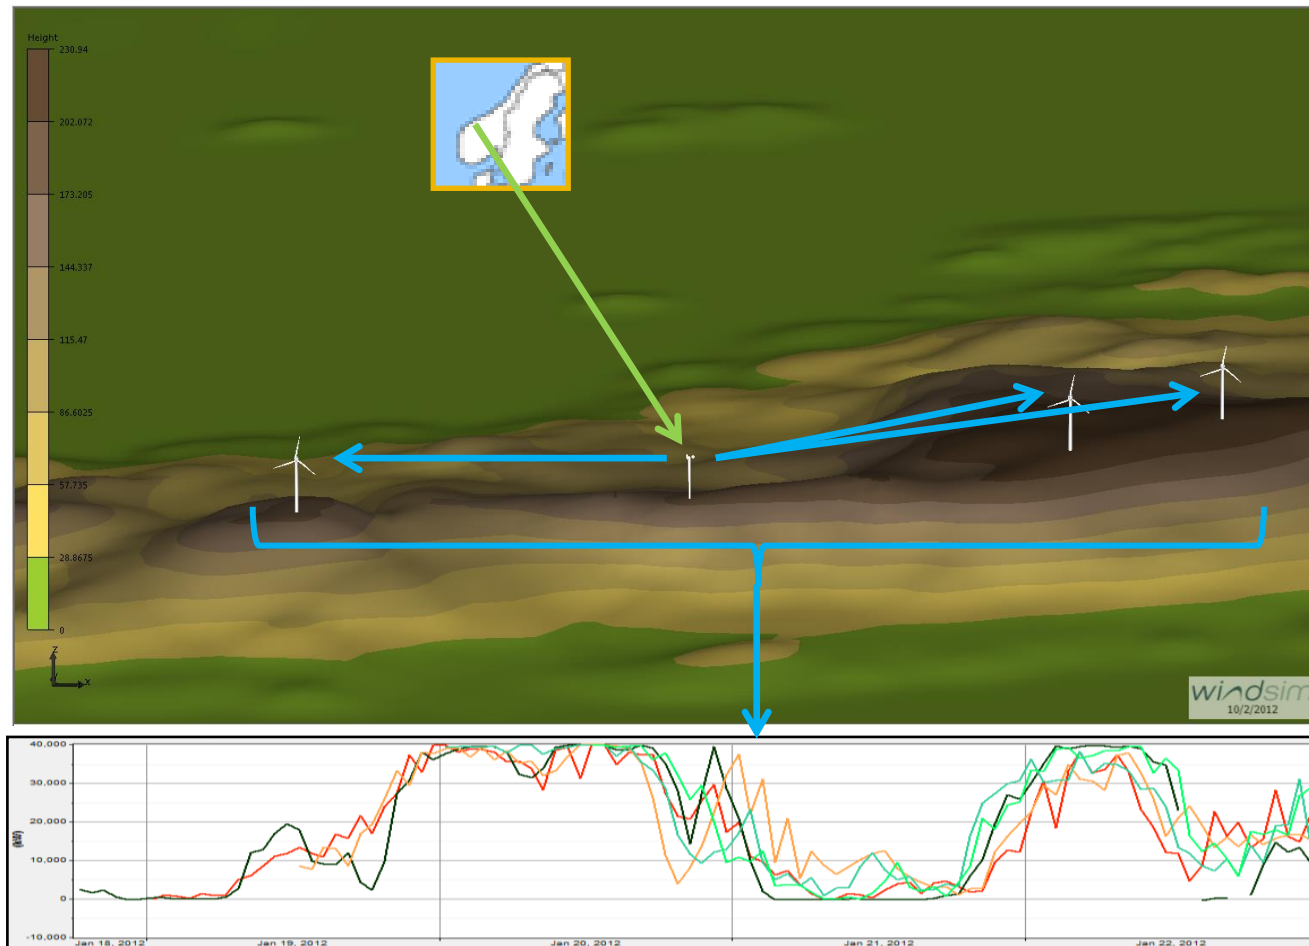 Height
230.94
202.072
173.205
144.337
115.47
86.6025
57.735
28.8675
0
z
x
windsim
10/2/2012
40,000
30,000
20,000
10,000
0
-10,000
(kW)
Jan 18, 2012
Jan 19, 2012
Jan 20, 2012
Jan 21, 2012
Jan 22, 2012